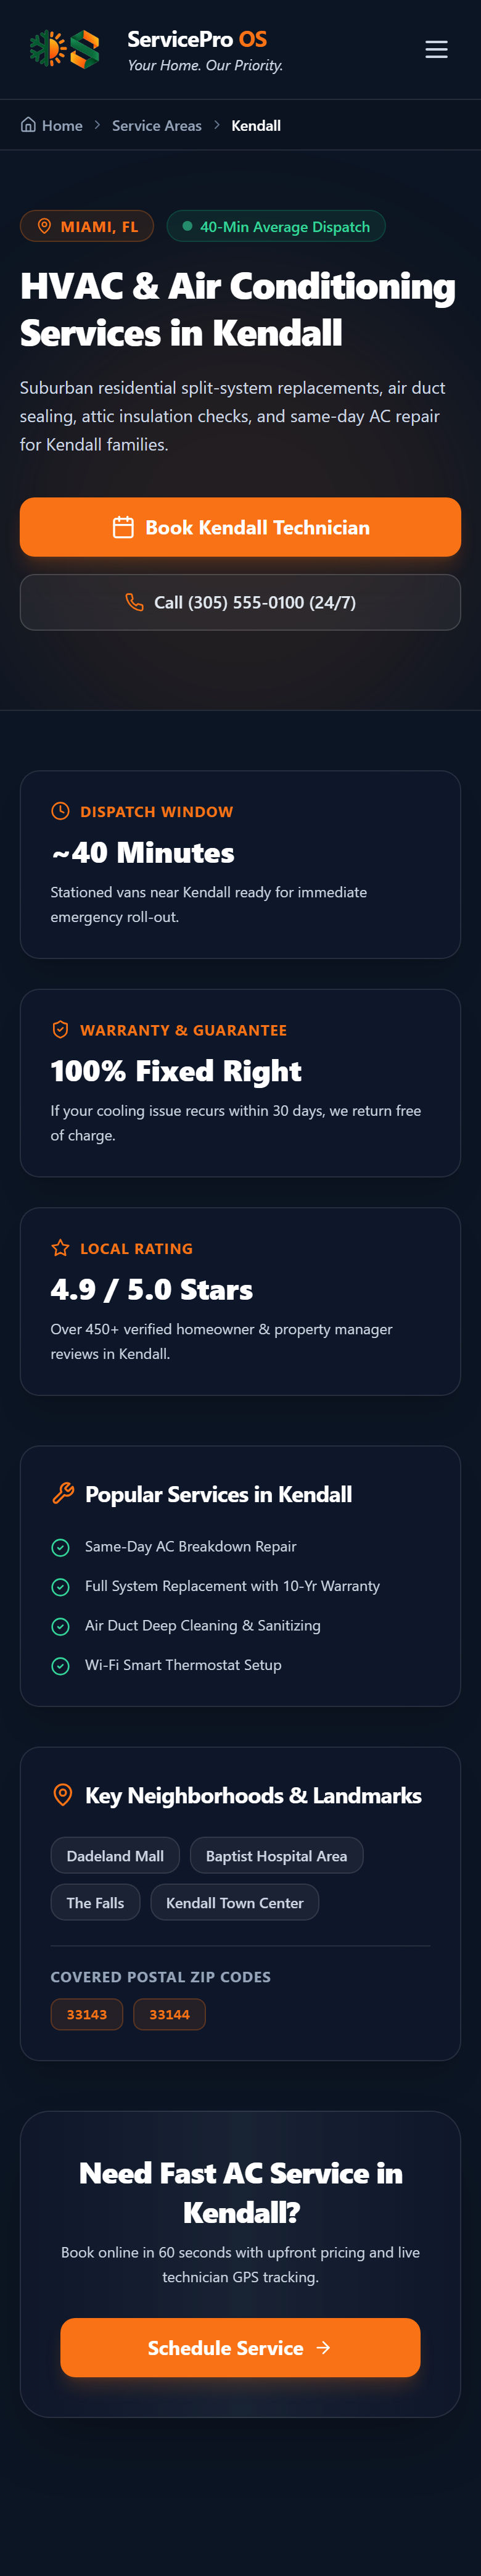 ServicePro OS
Your Home. Our Priority.
Home > Service Areas > Kendall
MIAMI, FL
40-Min Average Dispatch
HVAC & Air Conditioning
Services in Kendall
Suburban residential split-system replacements, air duct
sealing, attic insulation checks, and same-day AC repair
for Kendall families.
Book Kendall Technician
Call (305) 555-0100 (24/7)
DISPATCH WINDOW
~40 Minutes
Stationed vans near Kendall ready for immediate
emergency roll-out.
WARRANTY & GUARANTEE
100% Fixed Right
If your cooling issue recurs within 30 days, we return free
of charge.
LOCAL RATING
4.9 / 5.0 Stars
Over 450+ verified homeowner & property manager
reviews in Kendall.
Popular Services in Kendall
Same-Day AC Breakdown Repair
Full System Replacement with 10-Yr Warranty
Air Duct Deep Cleaning & Sanitizing
Wi-Fi Smart Thermostat Setup
Key Neighborhoods & Landmarks
Dadeland Mall
Baptist Hospital Area
The Falls
Kendall Town Center
COVERED POSTAL ZIP CODES
33143
33144
Need Fast AC Service in
Kendall?
Book online in 60 seconds with upfront pricing and live
technician GPS tracking.
Schedule Service